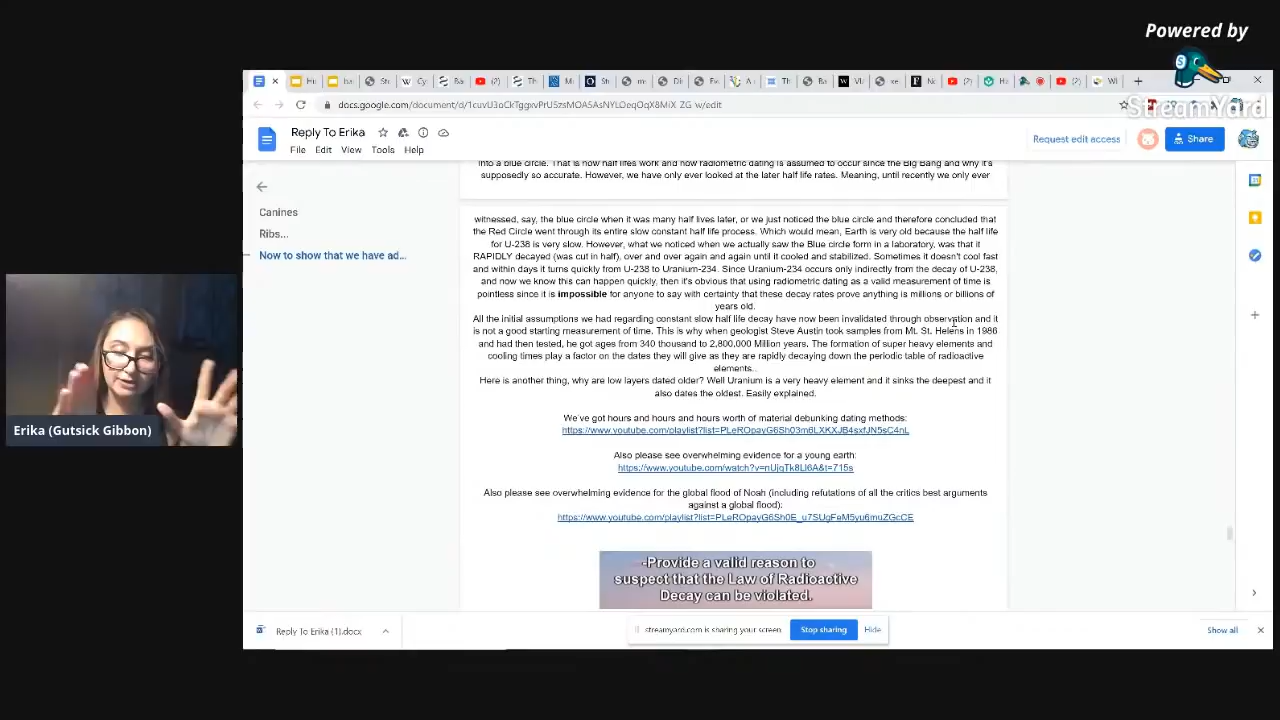 Powered by
StreamYard
docs.google.com/document/d/
Reply To Erika
File Edit View Tools Help
Request edit access
Share
Canines
Ribs...
Now to show that we have ad...
into a blue circle. That is how half lifes work and how radiometric dating is assumed to occur since the Big Bang and why it's
supposedly so accurate. However, we have only ever looked at the later half life rates. Meaning, until recently we only ever
witnessed, say, the blue circle when it was many half lives later, or we just noticed the blue circle and therefore concluded that
the Red Circle went through its entire slow constant half life process. Which would mean, Earth is very old because the half life
for U-238 is very slow. However, what we noticed when we actually saw the Blue circle form in a laboratory, was that it
RAPIDLY decayed (was cut in half), over and over again and again until it cooled and stabilized. Sometimes it doesn't cool fast
and within days it turns quickly from U-238 to Uranium-234. Since Uranium-234 occurs only indirectly from the decay of U-238,
and now we know this can happen quickly, then it's obvious that using radiometric dating as a valid measurement of time is
pointless since it is impossible for anyone to say with certainty that these decay rates prove anything is millions or billions of
years old.
All the initial assumptions we had regarding constant slow half life decay have now been invalidated through observation and it
is not a good starting measurement of time. This is why when geologist Steve Austin took samples from Mt. St. Helens in 1986
and had then tested, he got ages from 340 thousand to 2,800,000 Million years. The formation of super heavy elements and
cooling times play a factor on the dates they will give as they are rapidly decaying down the periodic table of radioactive
elements..
Here is another thing, why are low layers dated older? Well Uranium is a very heavy element and it sinks the deepest and it
also dates the oldest. Easily explained.
We've got hours and hours and hours worth of material debunking dating methods:
https://www.youtube.com/playlist?list=PLeROpayG6Sh03m6LXKXJB4sxfJN5sC4nL
Also please see overwhelming evidence for a young earth:
https://www.youtube.com/watch?v=nUjqTk8LI6A&t=715s
Also please see overwhelming evidence for the global flood of Noah (including refutations of all the critics best arguments
against a global flood):
https://www.youtube.com/playlist?list=PLeROpayG6Sh0E_u7SUgFeM5yu6muZGcCE
-Provide a valid reason to
suspect that the Law of Radioactive
Decay can be violated.
Erika (Gutsick Gibbon)
Reply To Erika (1).docx
streamyard.com is sharing your screen.
Stop sharing
Hide
Show all